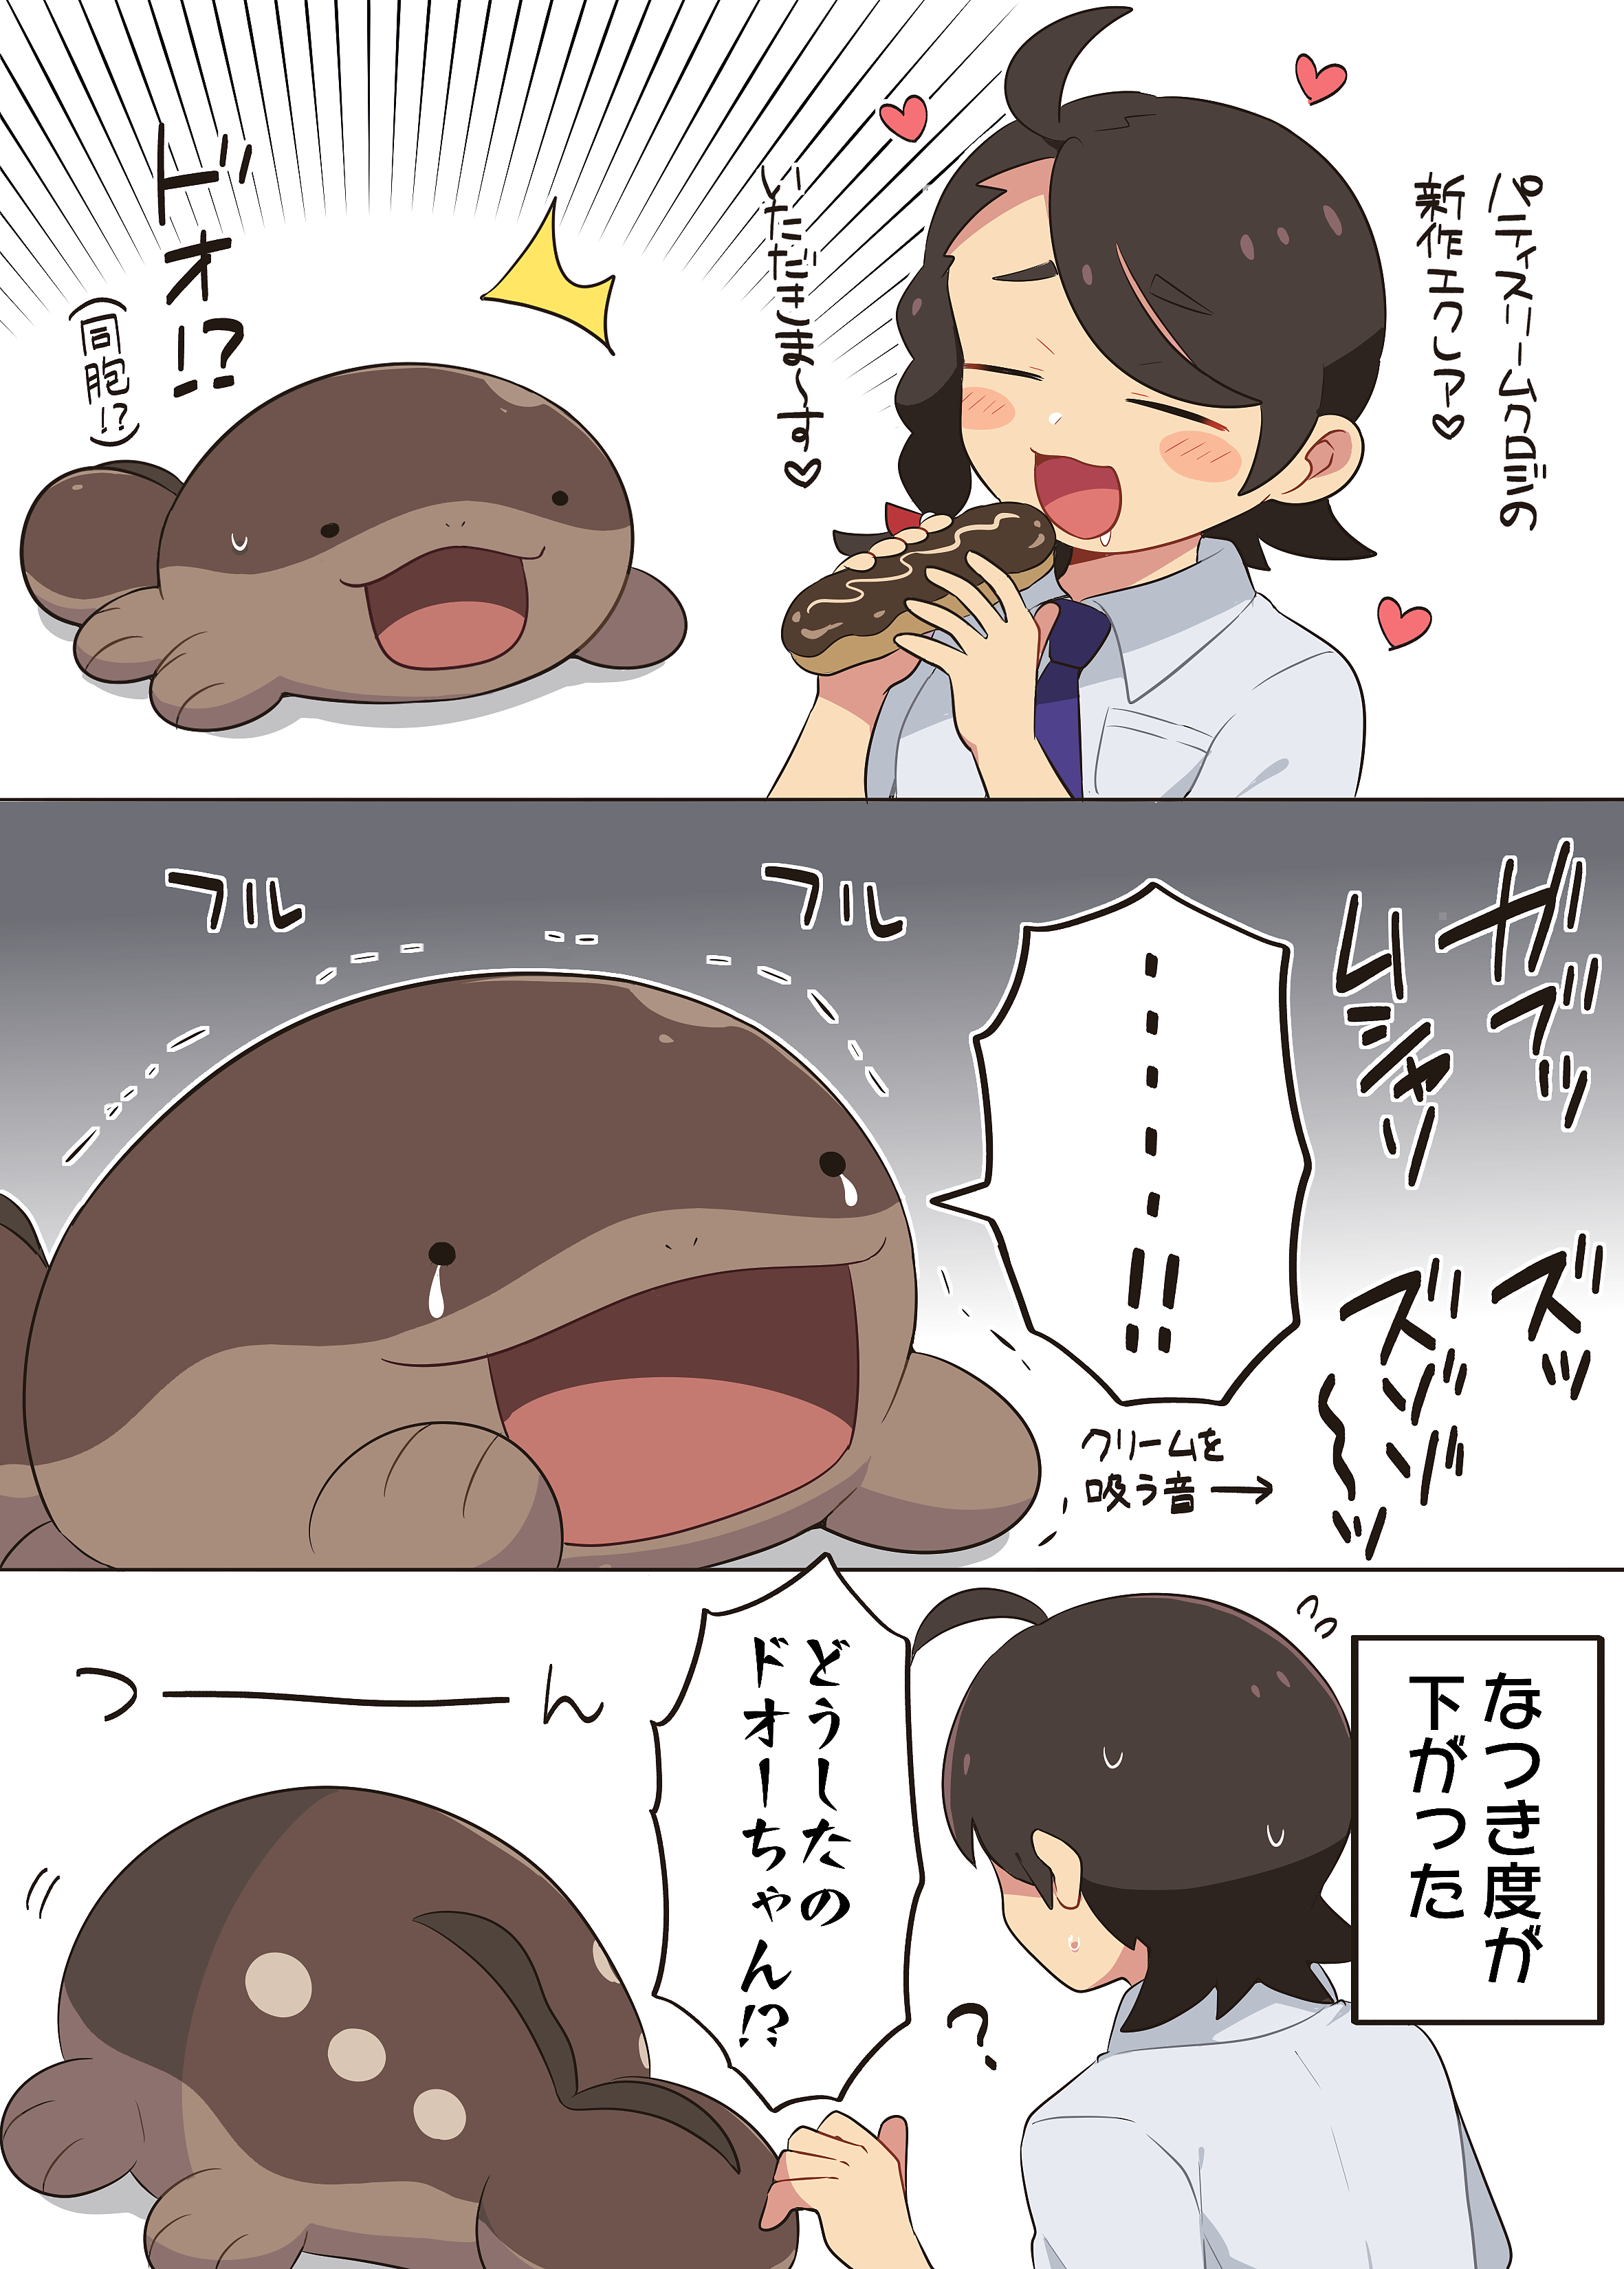 パティスリームクロジの
新作エクレア♡
いただきま～す♡
ドオ!?
(同胞!?)
ガブッ
ムシャッ
フル
フル
・・・・・!!
ズッ
ズゾゾ～ッ
クリームを
吸う音→
なつき度が
下がった
どうしたの
ドオーちゃん!?
?
つーーん